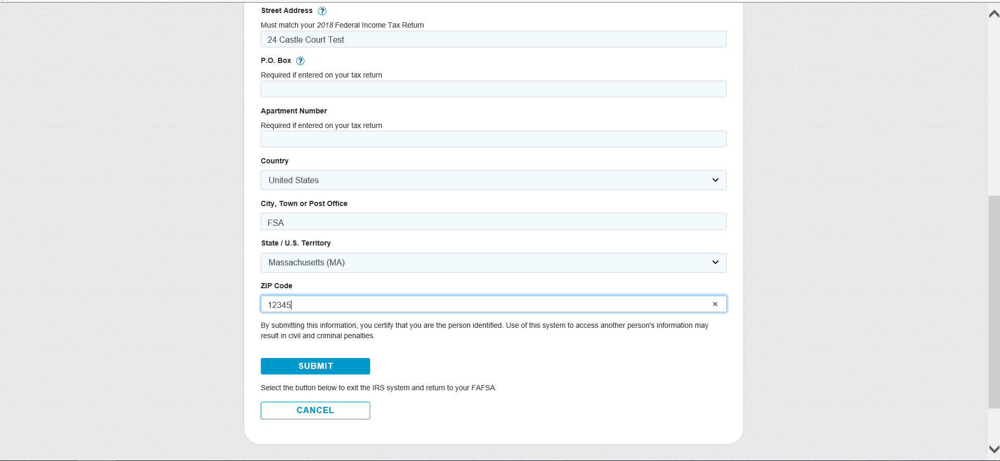 Street Address ?
Must match your 2018 Federal Income Tax Return
24 Castle Court Test
P.O. Box ?
Required if entered on your tax return
Apartment Number
Required if entered on your tax return
Country
United States
City, Town or Post Office
FSA
State / U.S. Territory
Massachusetts (MA)
ZIP Code
12345
By submitting this information, you certify that you are the person identified. Use of this system to access another person's information may
result in civil and criminal penalties.
SUBMIT
Select the button below to exit the IRS system and return to your FAFSA.
CANCEL